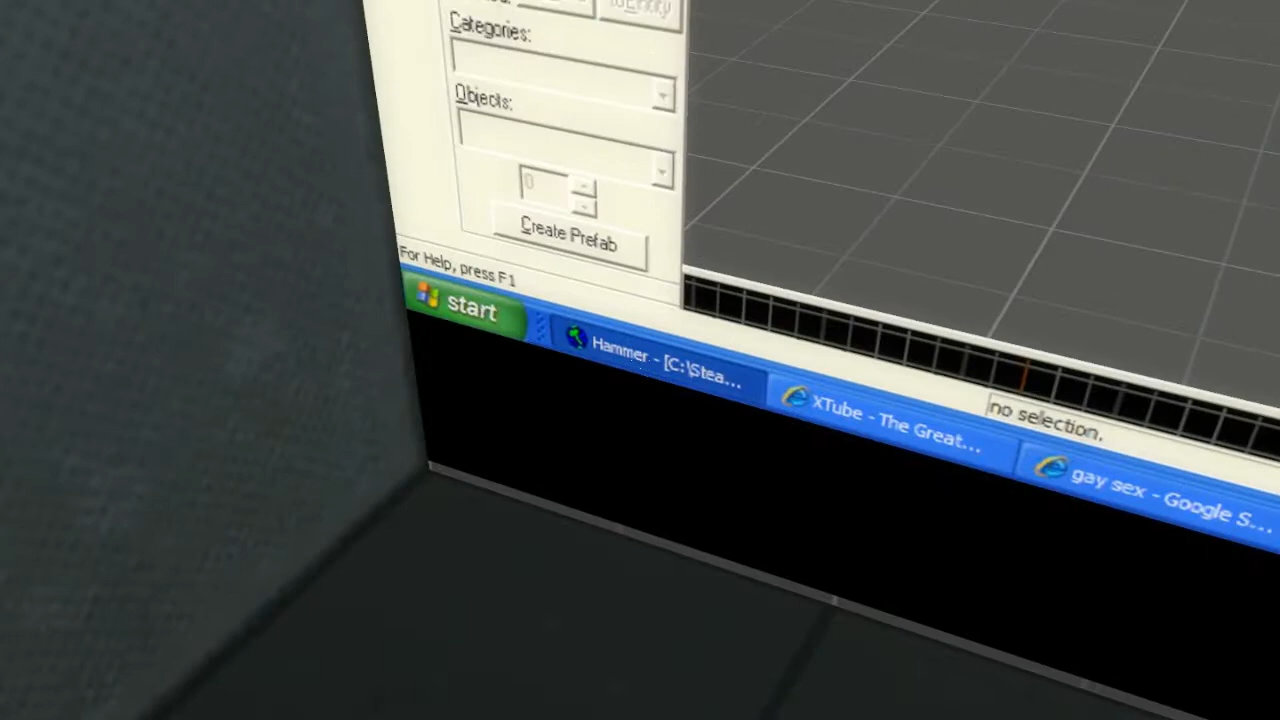 Categories:
Objects:
0
Create Prefab
For Help, press F1
start
Hammer - [C:\Stea...
XTube - The Great...
no selection.
gay sex - Google S...